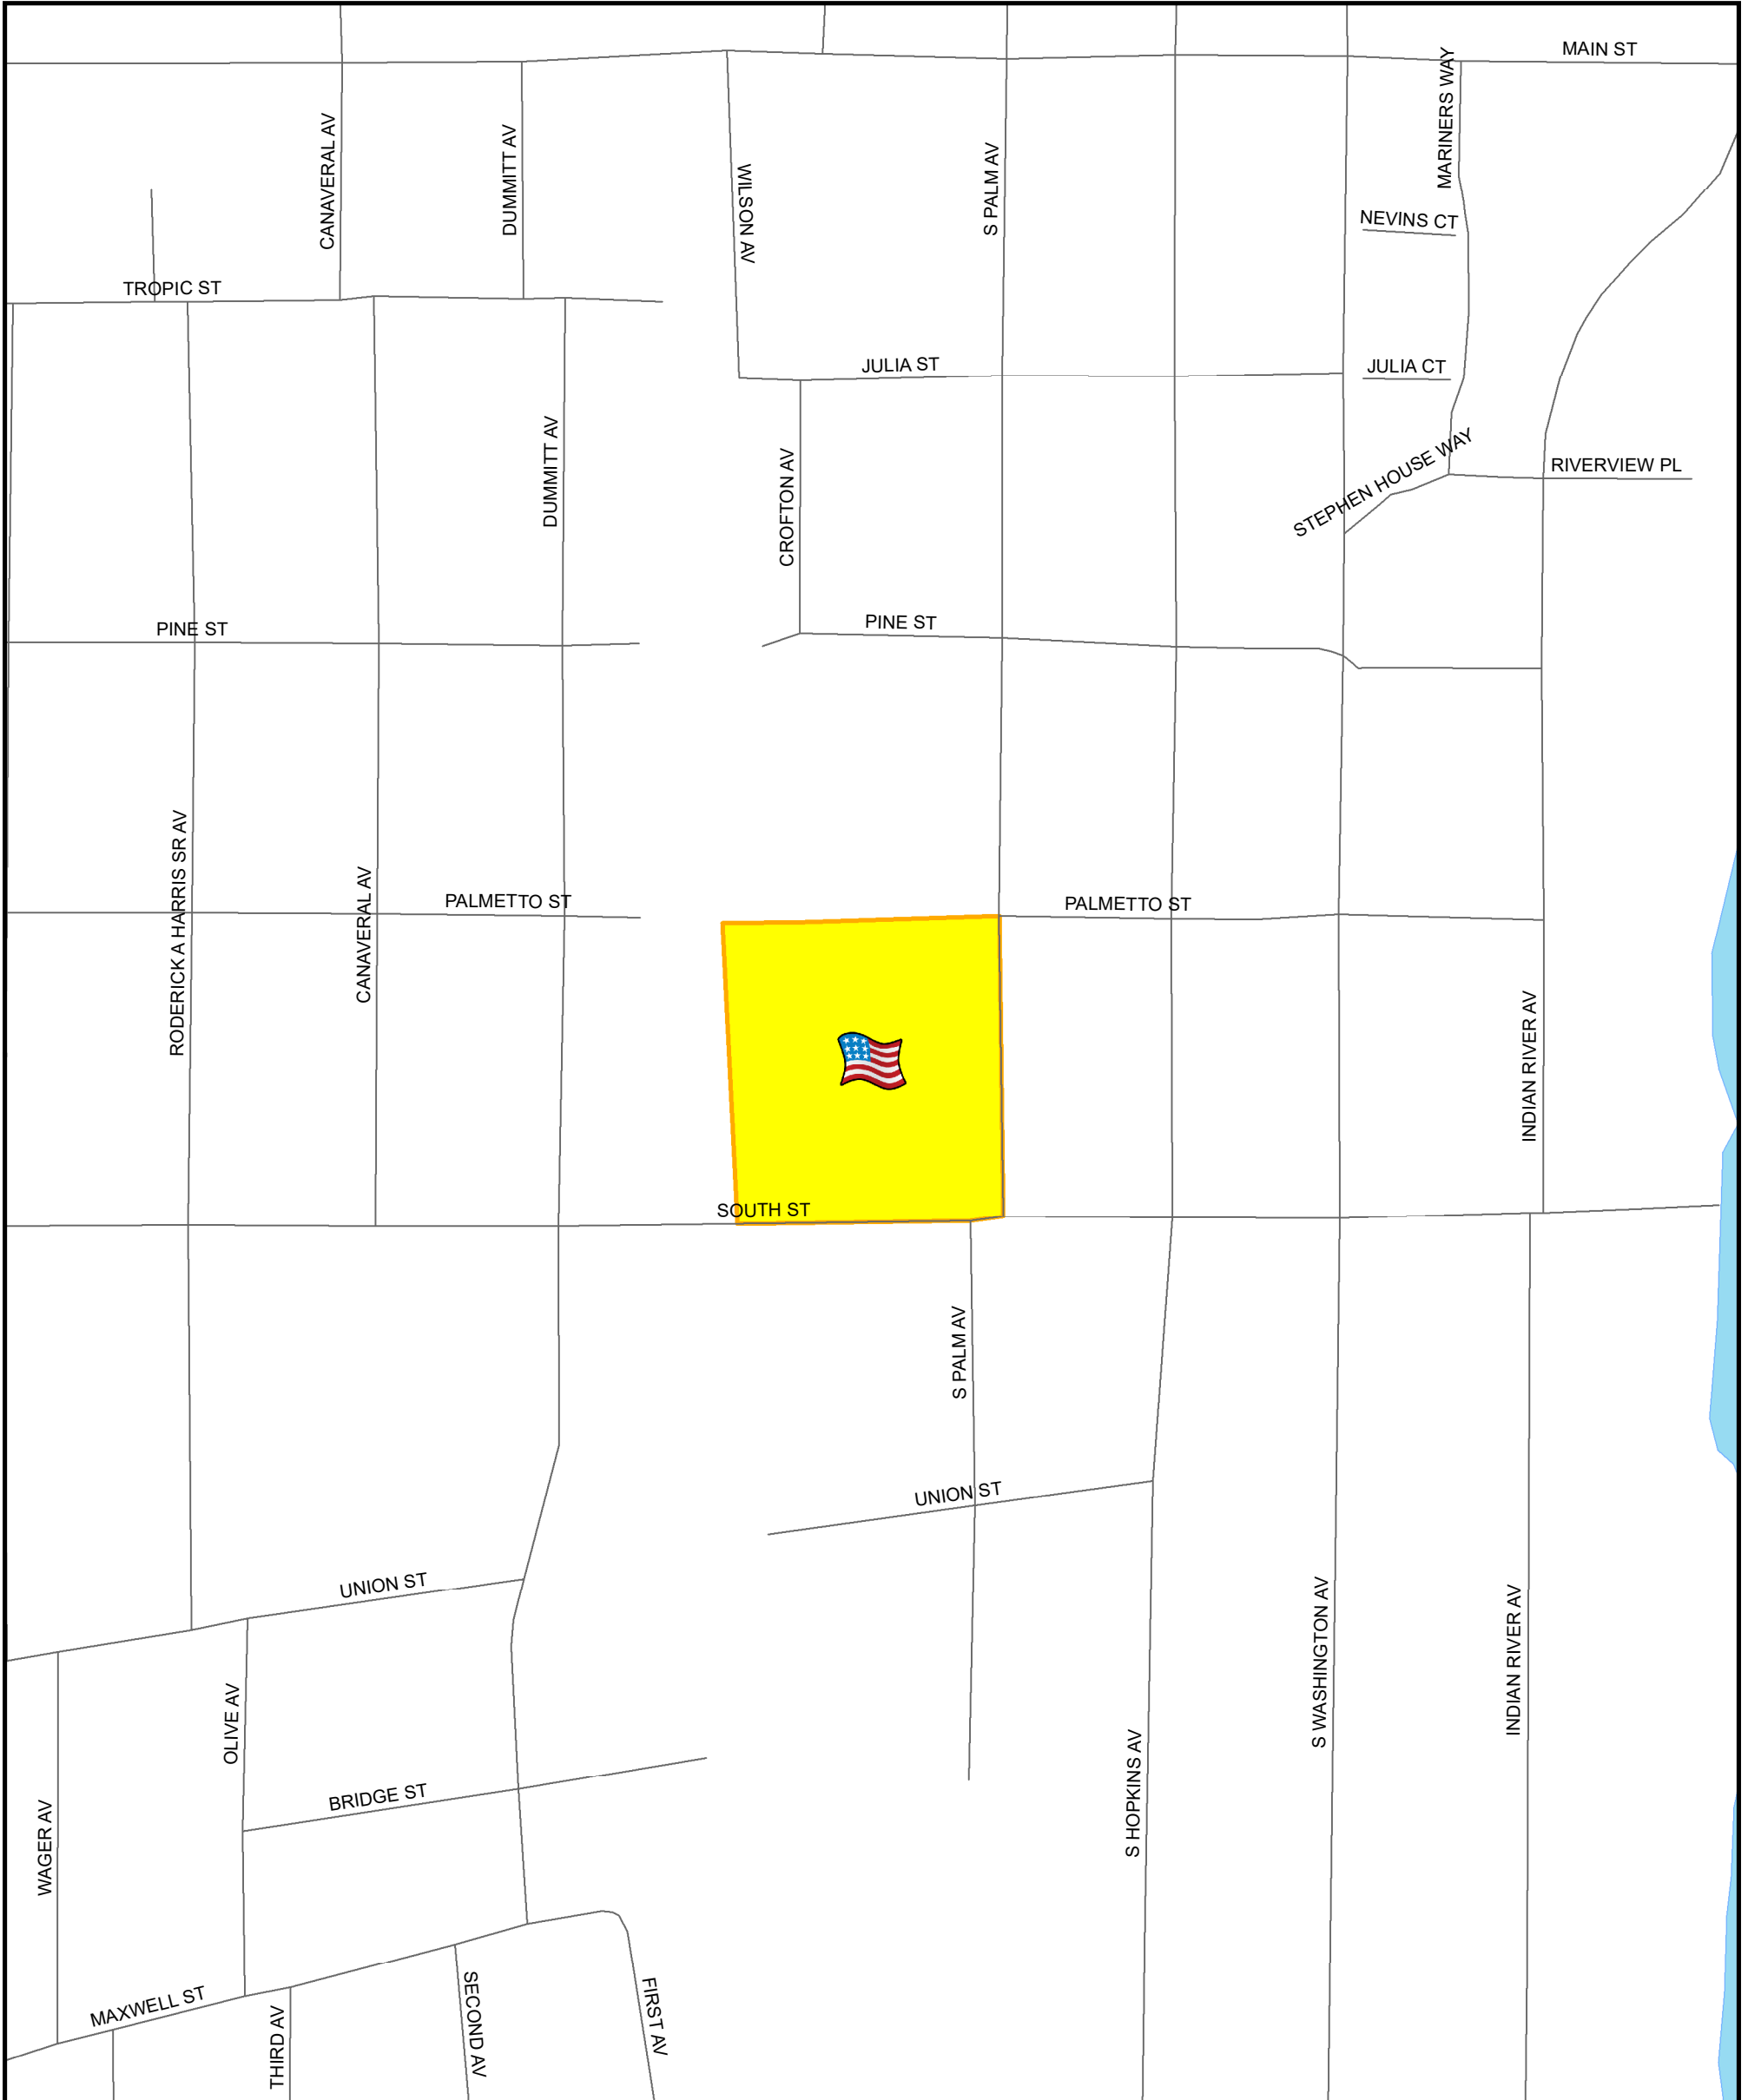 MAIN ST
MARINERS WAY
CANAVERAL AV
DUMMITT AV
WILSON AV
S PALM AV
NEVINS CT
TROPIC ST
JULIA ST
JULIA CT
DUMMITT AV
CROFTON AV
STEPHEN HOUSE WAY
RIVERVIEW PL
PINE ST
PINE ST
RODERICK A HARRIS SR AV
CANAVERAL AV
PALMETTO ST
PALMETTO ST
INDIAN RIVER AV
SOUTH ST
S PALM AV
UNION ST
UNION ST
S WASHINGTON AV
INDIAN RIVER AV
OLIVE AV
S HOPKINS AV
BRIDGE ST
WAGER AV
MAXWELL ST
THIRD AV
SECOND AV
FIRST AV